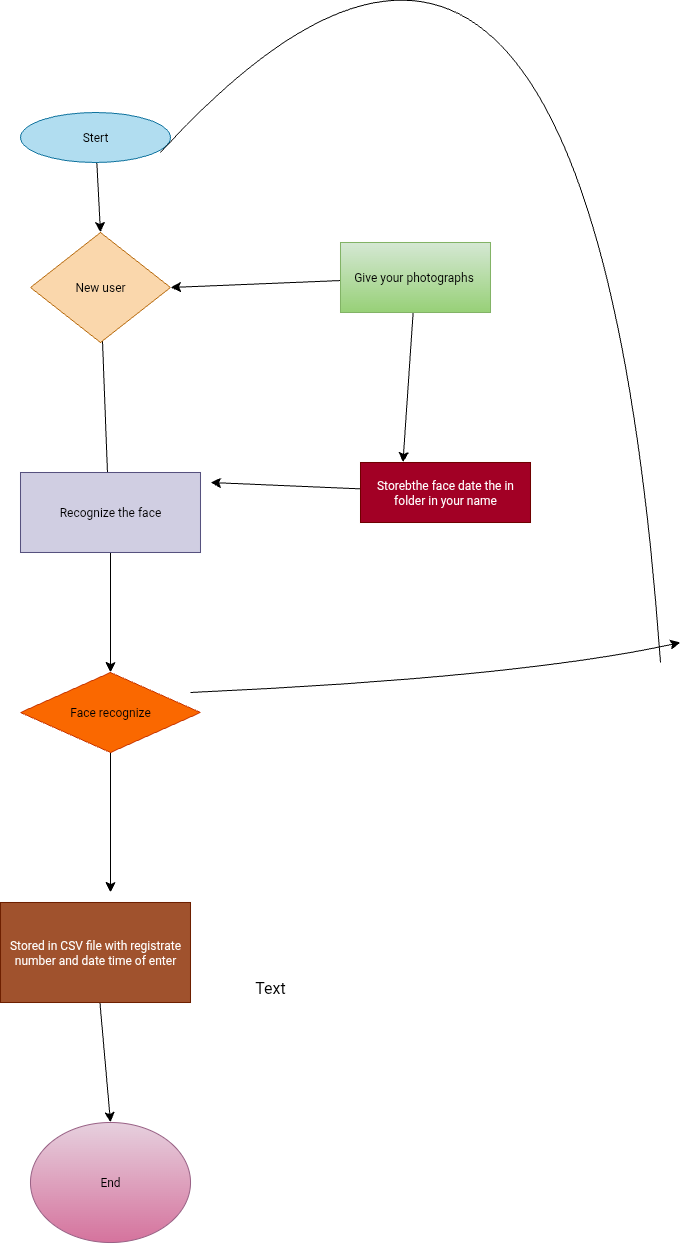 Stert
New user
Give your photographs
Recognize the face
Storebthe face date the in
folder in your name
Face recognize
Stored in CSV file with registrate
number and date time of enter
Text
End